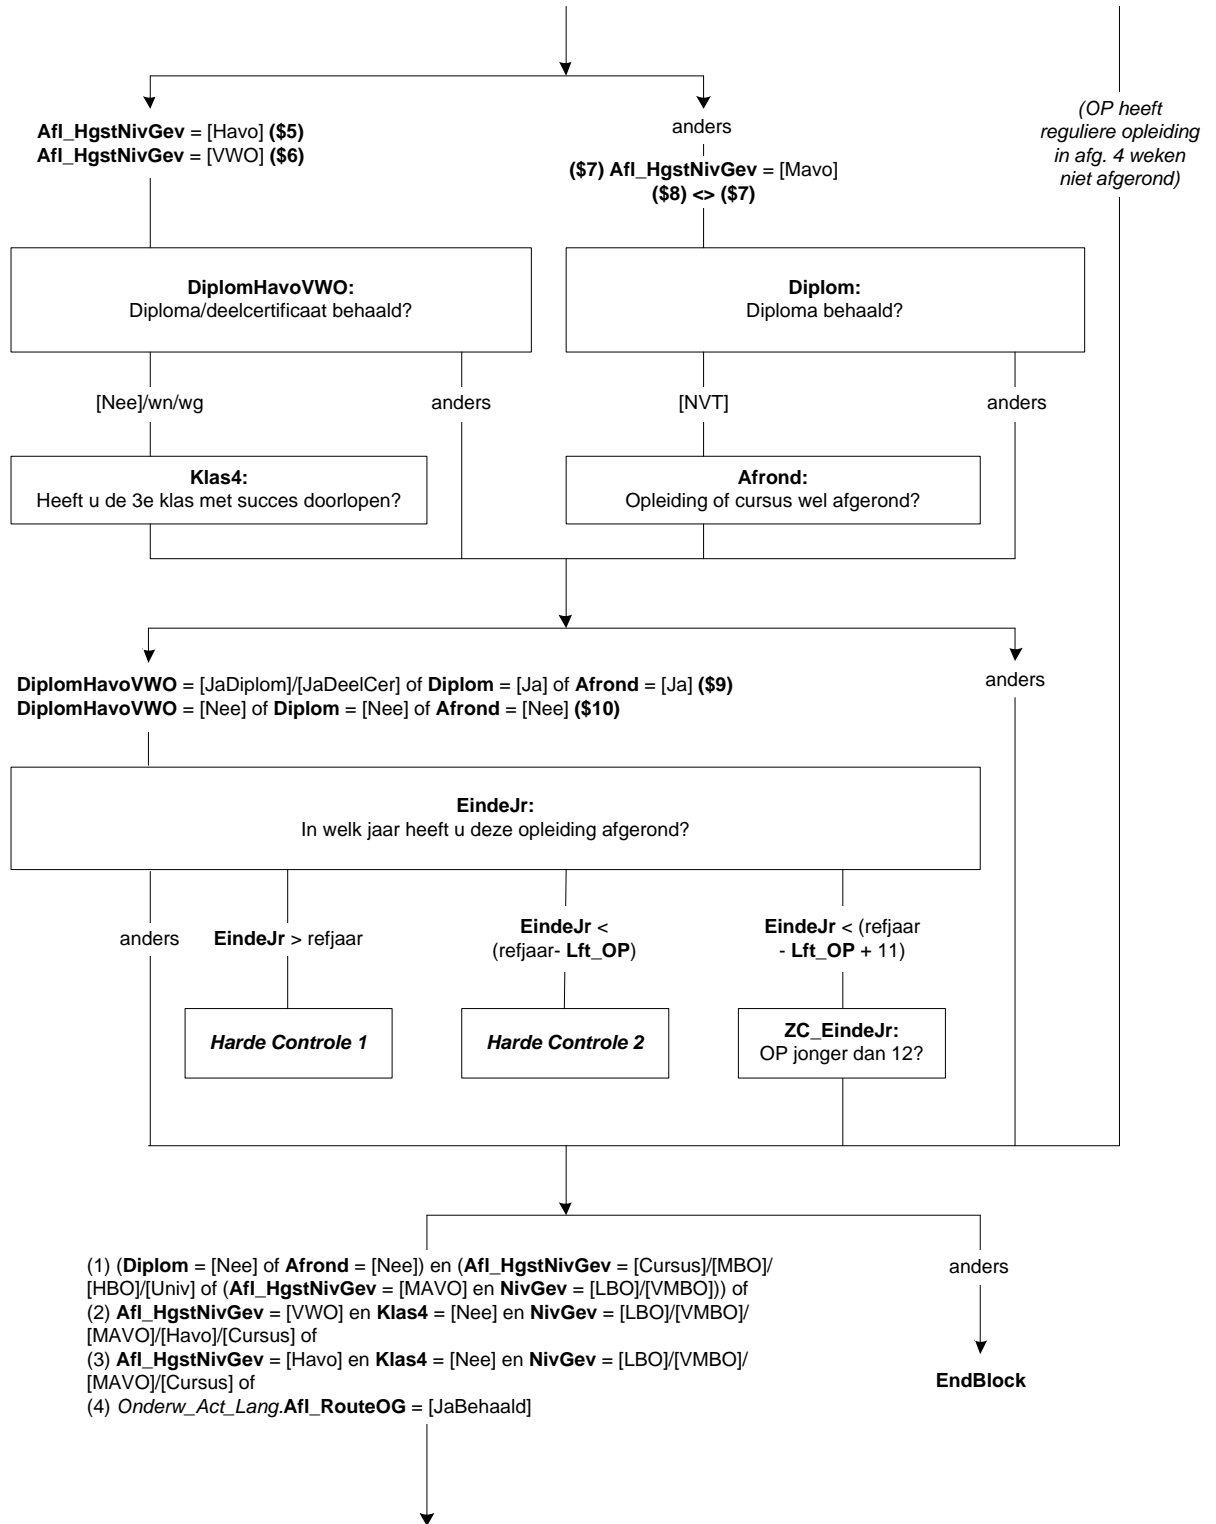 Afl_HgstNivGev = [Havo] ($5)
Afl_HgstNivGev = [VWO] ($6)
anders
($7) Afl_HgstNivGev = [Mavo]
($8) <> ($7)
(OP heeft
reguliere opleiding
in afg. 4 weken
niet afgerond)
DiplomHavoVWO:
Diploma/deelcertificaat behaald?
Diplom:
Diploma behaald?
[Nee]/wn/wg
anders
[NVT]
anders
Klas4:
Heeft u de 3e klas met succes doorlopen?
Afrond:
Opleiding of cursus wel afgerond?
DiplomHavoVWO = [JaDiplom]/[JaDeelCer] of Diplom = [Ja] of Afrond = [Ja] ($9)
DiplomHavoVWO = [Nee] of Diplom = [Nee] of Afrond = [Nee] ($10)
anders
EindeJr:
In welk jaar heeft u deze opleiding afgerond?
anders
EindeJr > refjaar
EindeJr <
(refjaar- Lft_OP)
EindeJr < (refjaar
- Lft_OP + 11)
Harde Controle 1
Harde Controle 2
ZC_EindeJr:
OP jonger dan 12?
(1) (Diplom = [Nee] of Afrond = [Nee]) en (Afl_HgstNivGev = [Cursus]/[MBO]/
[HBO]/[Univ] of (Afl_HgstNivGev = [MAVO] en NivGev = [LBO]/[VMBO])) of
(2) Afl_HgstNivGev = [VWO] en Klas4 = [Nee] en NivGev = [LBO]/[VMBO]/
[MAVO]/[Havo]/[Cursus] of
(3) Afl_HgstNivGev = [Havo] en Klas4 = [Nee] en NivGev = [LBO]/[VMBO]/
[MAVO]/[Cursus] of
(4) Onderw_Act_Lang.Afl_RouteOG = [JaBehaald]
anders
EndBlock